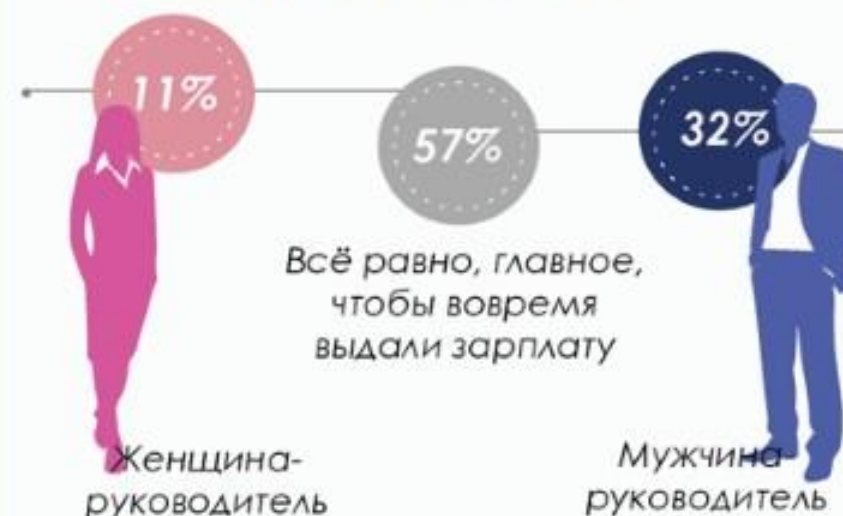 11%
57%
32%
Всё равно, главное,
чтобы вовремя
выдали зарплату
Женщина-
руководитель
Мужчина-
руководитель